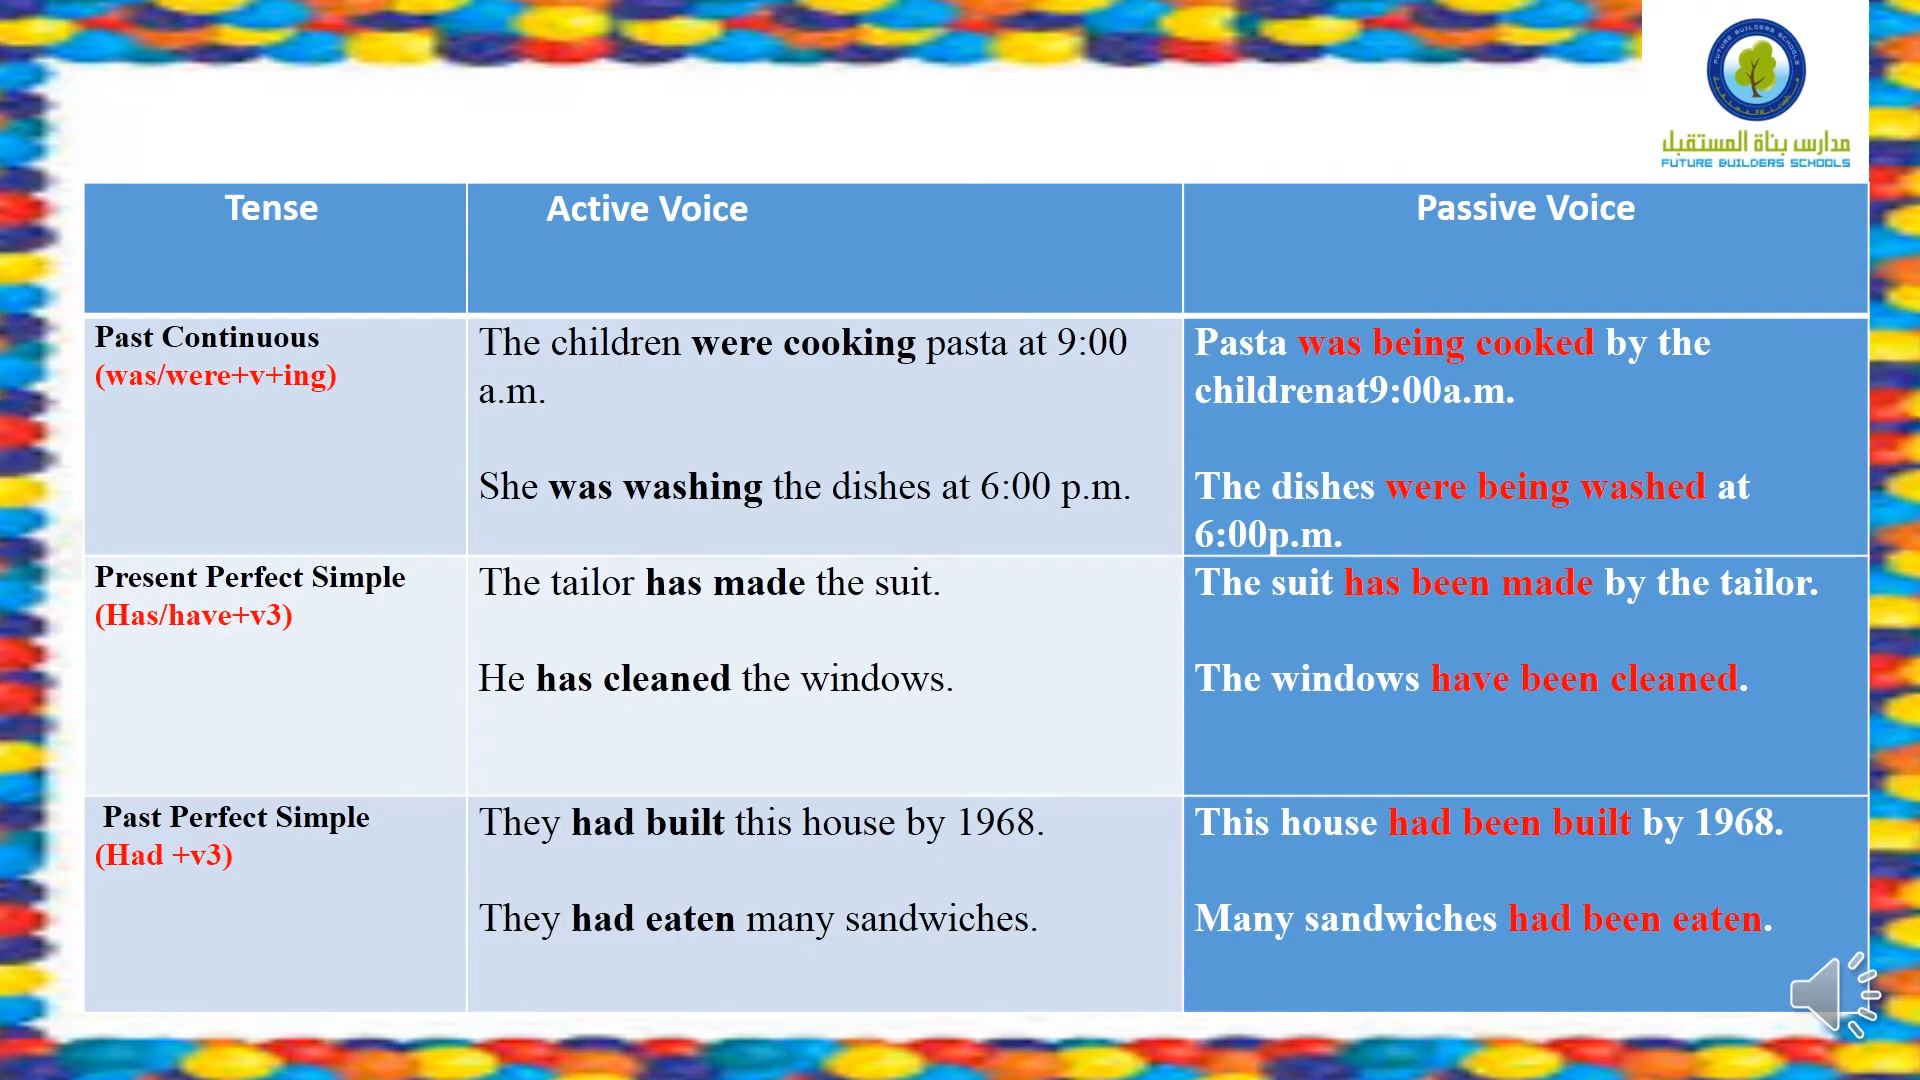 مدارس بناة المستقبل
FUTURE BUILDERS SCHOOLS
Tense
Active Voice
Passive Voice
Past Continuous
(was/were+v+ing)
The children were cooking pasta at 9:00
a.m.
She was washing the dishes at 6:00 p.m.
Pasta was being cooked by the
childrenat9:00a.m.
The dishes were being washed at
6:00p.m.
Present Perfect Simple
(Has/have+v3)
The tailor has made the suit.
He has cleaned the windows.
The suit has been made by the tailor.
The windows have been cleaned.
Past Perfect Simple
(Had +v3)
They had built this house by 1968.
They had eaten many sandwiches.
This house had been built by 1968.
Many sandwiches had been eaten.